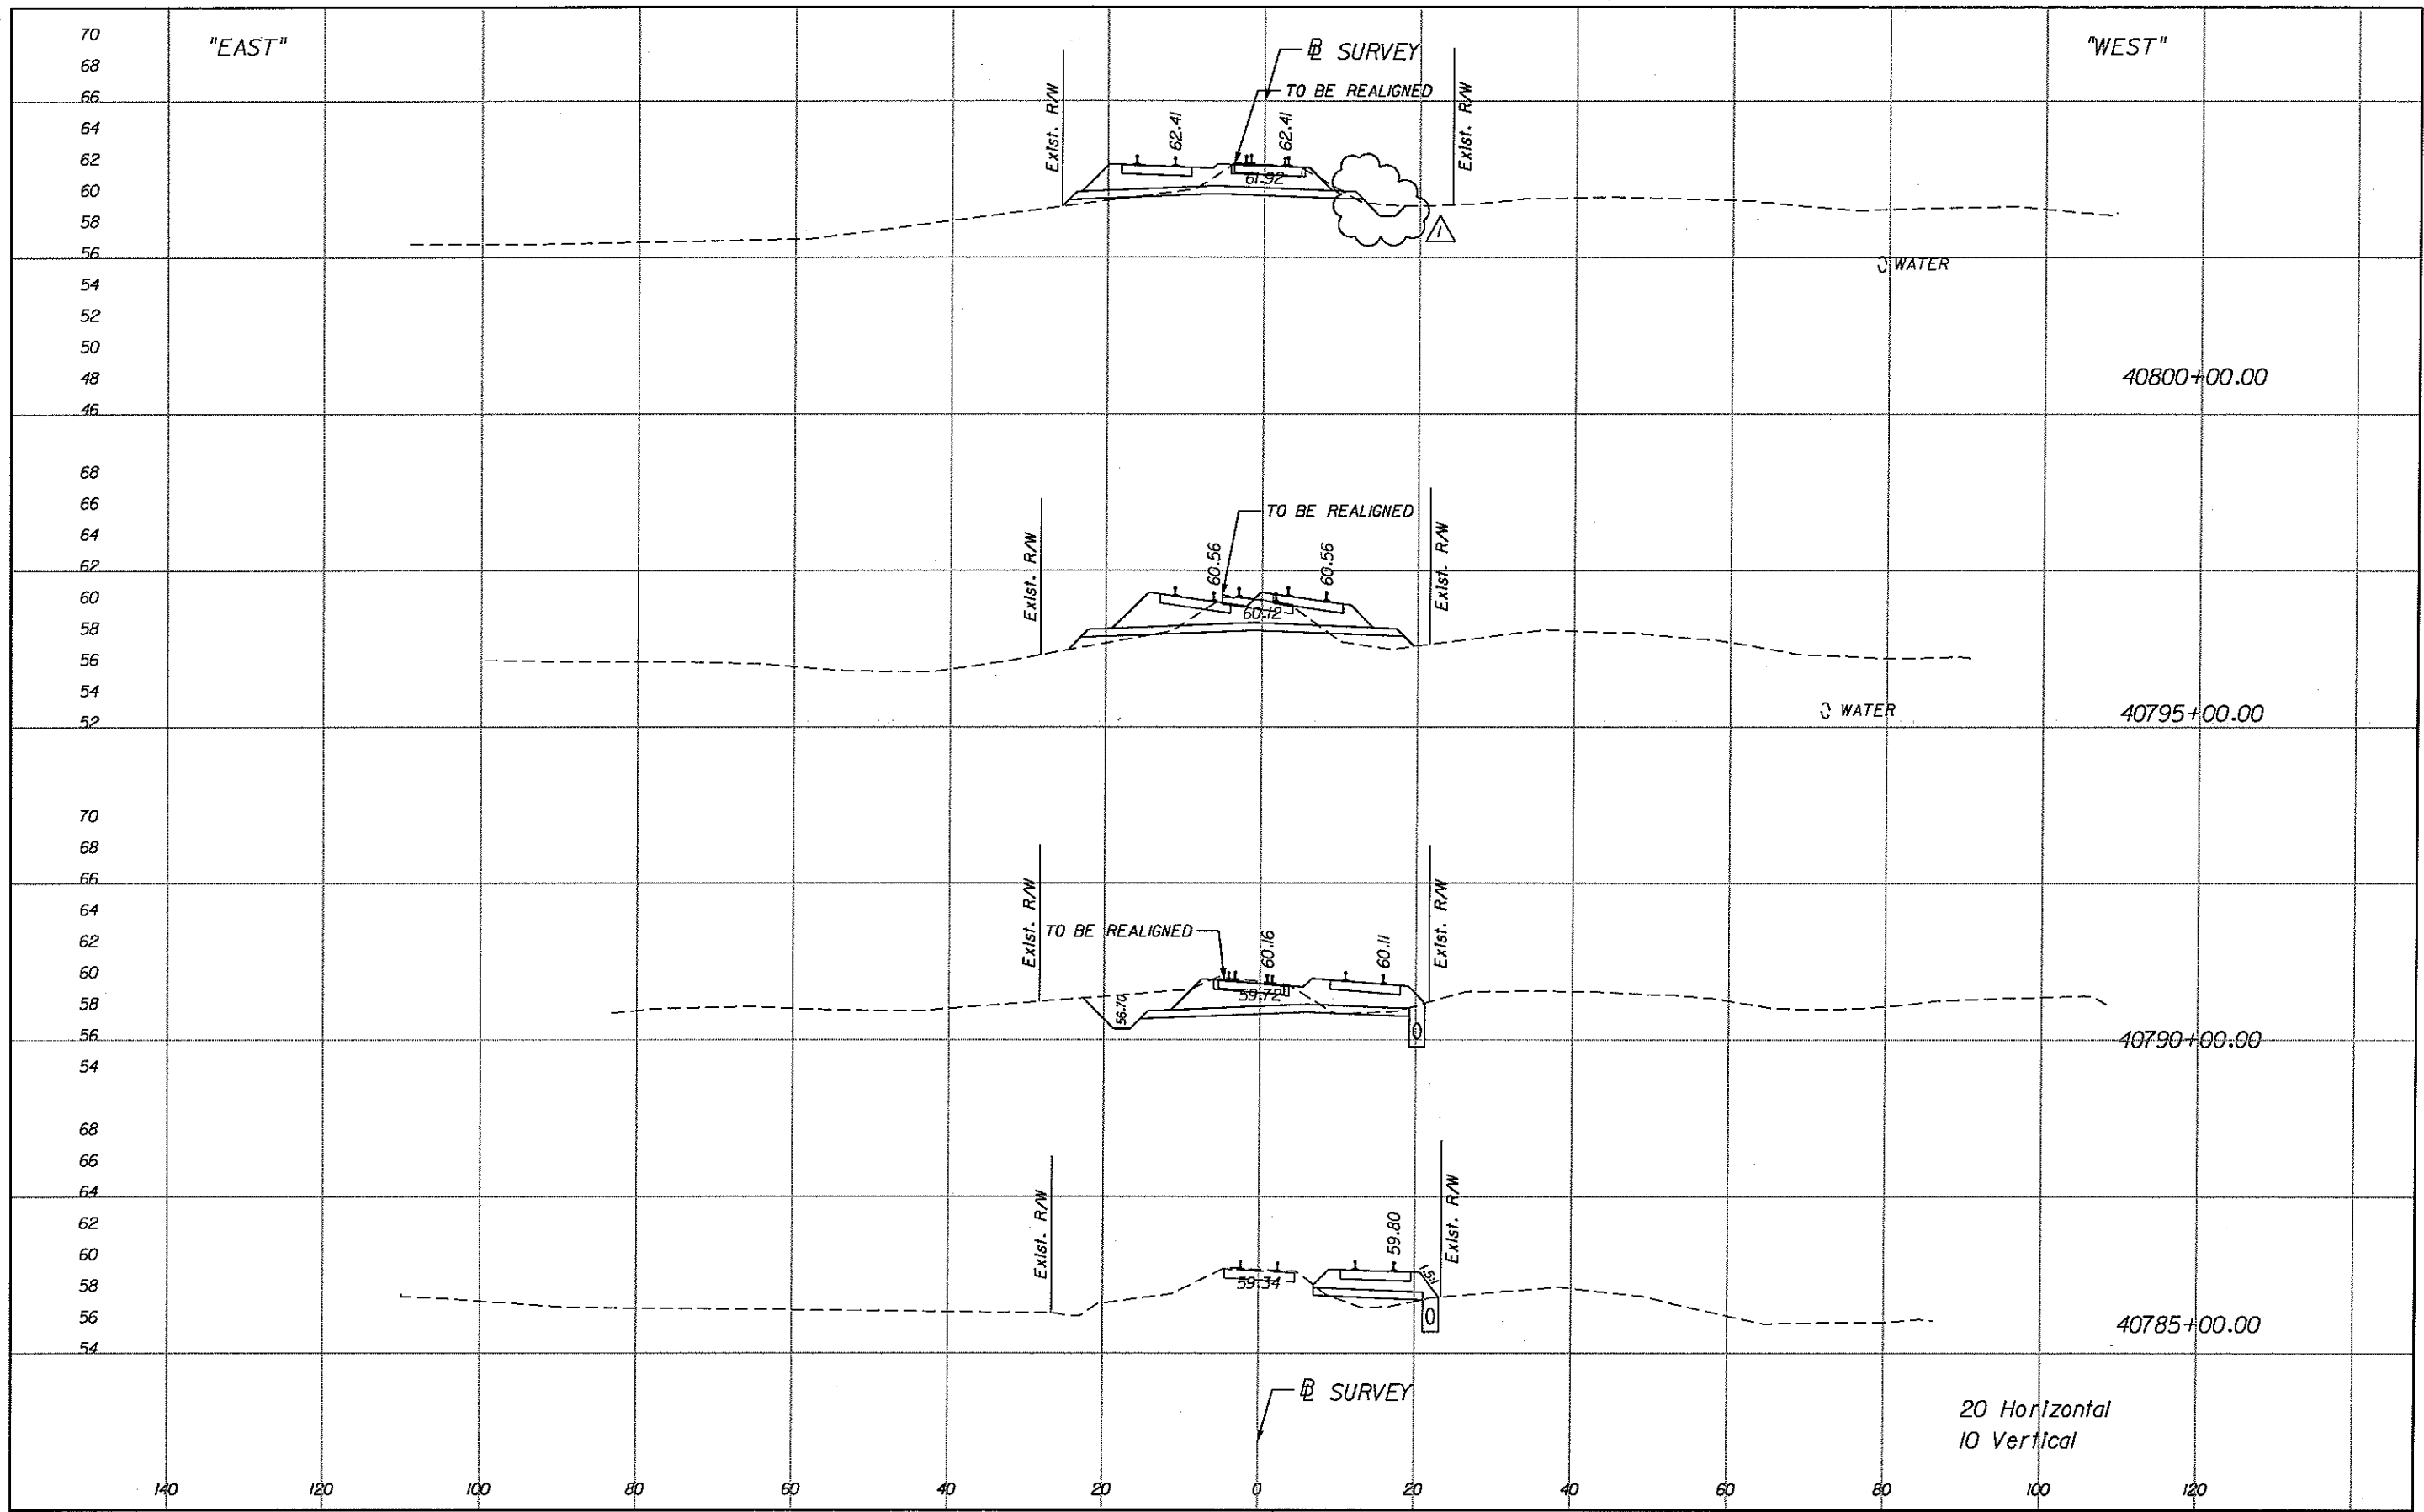 70
"EAST"
"WEST"
68
66
64
62
60
58
56
54
52
50
48
46
℄ SURVEY
TO BE REALIGNED
Exist. R/W
62.41
62.41
Exist. R/W
61.92
1
WATER
40800+00.00
68
66
64
62
60
58
56
54
52
TO BE REALIGNED
Exist. R/W
60.56
60.56
Exist. R/W
60.12
WATER
40795+00.00
70
68
66
64
62
60
58
56
54
Exist. R/W
TO BE REALIGNED
60.16
60.11
Exist. R/W
59.72
56.70
40790+00.00
68
66
64
62
60
58
56
54
Exist. R/W
59.80
Exist. R/W
59.34
1.5:1
40785+00.00
SURVEY
20 Horizontal
10 Vertical
140 120 100 80 60 40 20 0 20 40 60 80 100 120